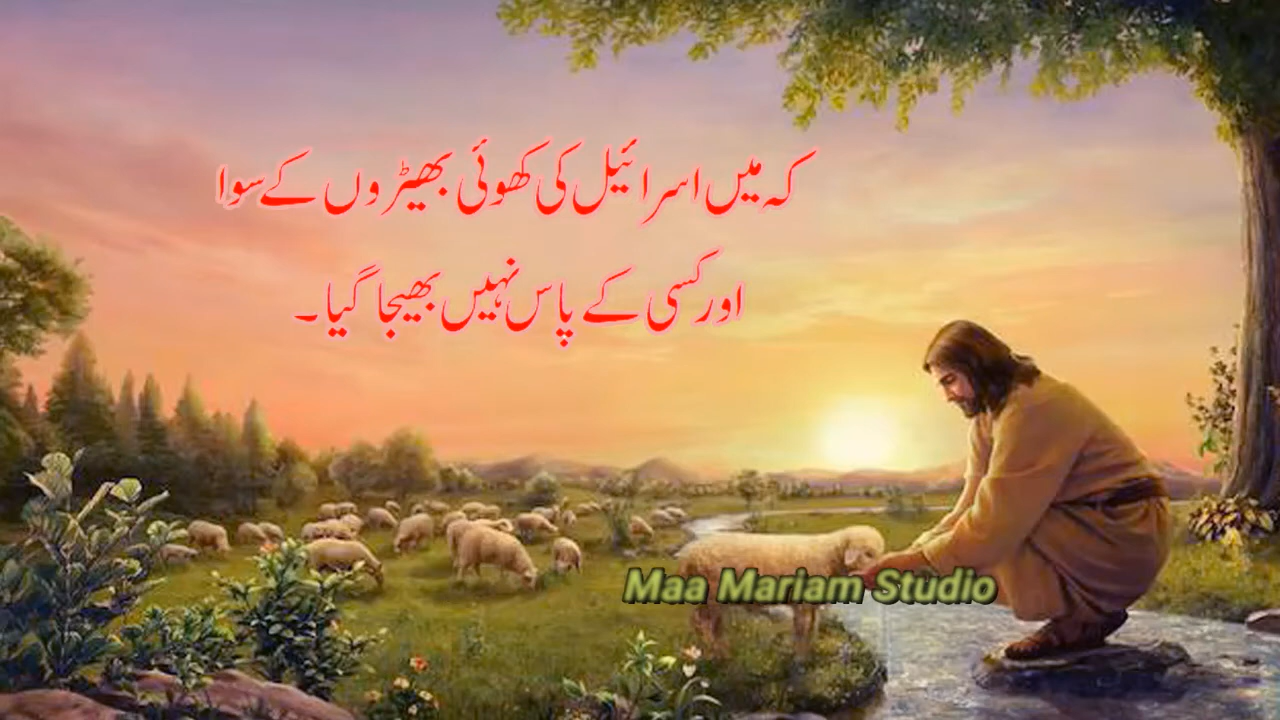 کہ میں اسرائیل کی کھوئی بھیڑوں کے سوا
اور کسی کے پاس نہیں بھیجا گیا۔
Maa Mariam Studio